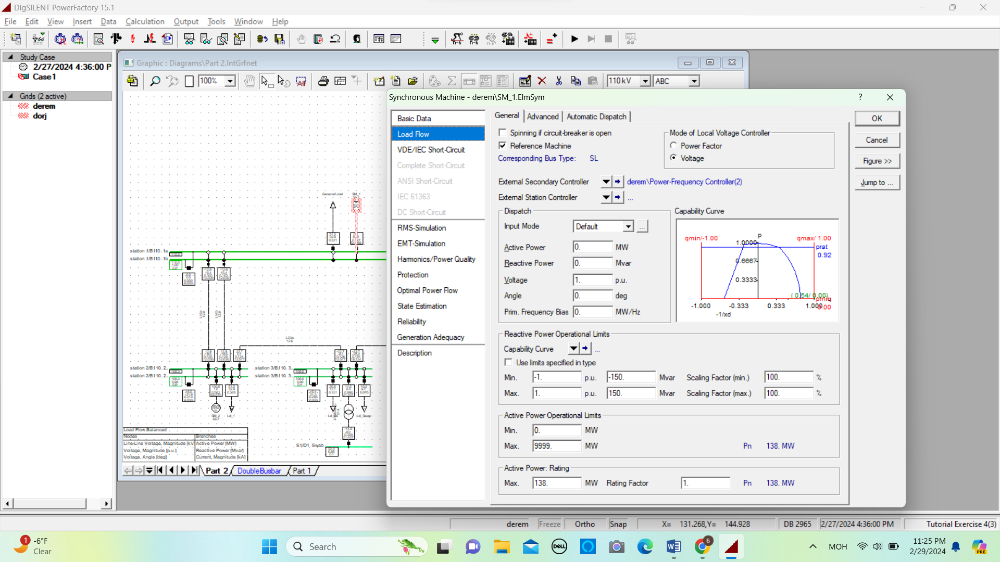 DIgSILENT PowerFactory 15.1
File Edit View Insert Data Calculation Output Tools Window Help
Study Case
2/27/2024 4:36:00 P
Case1
Grids (2 active)
derem
dorj
Graphic : Diagrams\Part 2.IntGrfnet
100%
110 kV
ABC
General Load
SM_1
station 1/B110 .1a
station 1/B110 .1b
L23a
12.6
station 2/B110. 2..
station 2/B110. 2..
station 3/B110. 3..
station 3/B110. 3..
SM-2
Ld_1
Ld_Swap
S1/D1_Swab
Load Flow Balanced
Nodes
Branches
Line-Line Voltage, Magnitude [kV
Active Power [MW]
Voltage, Magnitude [p.u.]
Reactive Power [Mvar]
Voltage, Angle [deg]
Current, Magnitude [kA]
Part 2
DoubleBusbar
Part 1
Synchronous Machine - derem\SM_1.ElmSym
?
Basic Data
Load Flow
VDE/IEC Short-Circuit
Complete Short-Circuit
ANSI Short-Circuit
IEC 61363
DC Short-Circuit
RMS-Simulation
EMT-Simulation
Harmonics/Power Quality
Protection
Optimal Power Flow
State Estimation
Reliability
Generation Adequacy
Description
General Advanced Automatic Dispatch
Spinning if circuit-breaker is open
Reference Machine
Corresponding Bus Type: SL
Mode of Local Voltage Controller
Power Factor
Voltage
External Secondary Controller derem\Power-Frequency Controller(2)
External Station Controller ...
Dispatch
Input Mode Default ...
Active Power 0. MW
Reactive Power 0. Mvar
Voltage 1. p.u.
Angle 0. deg
Prim. Frequency Bias 0. MW/Hz
Capability Curve
p
qmin/-1.00
1.0000
qmax/ 1.00
prat
0.92
0.6667
0.3333
( 0.54/ 0.00)
-1.000 -0.333 0.333 1.000
-1/xd
Reactive Power Operational Limits
Capability Curve ...
Use limits specified in type
Min. -1. p.u. -150. Mvar Scaling Factor (min.) 100. %
Max. 1. p.u. 150. Mvar Scaling Factor (max.) 100. %
Active Power Operational Limits
Min. 0. MW
Max. 9999. MW Pn 138. MW
Active Power: Rating
Max. 138. MW Rating Factor 1. Pn 138. MW
OK
Cancel
Figure >>
Jump to ...
derem Freeze Ortho Snap X= 131.268,Y= 144.928 DB 2965 2/27/2024 4:36:00 PM Tutorial Exercise 4(3)
1
-6°F
Clear
Search
DELL
6
MOH
11:25 PM
2/29/2024
PRE